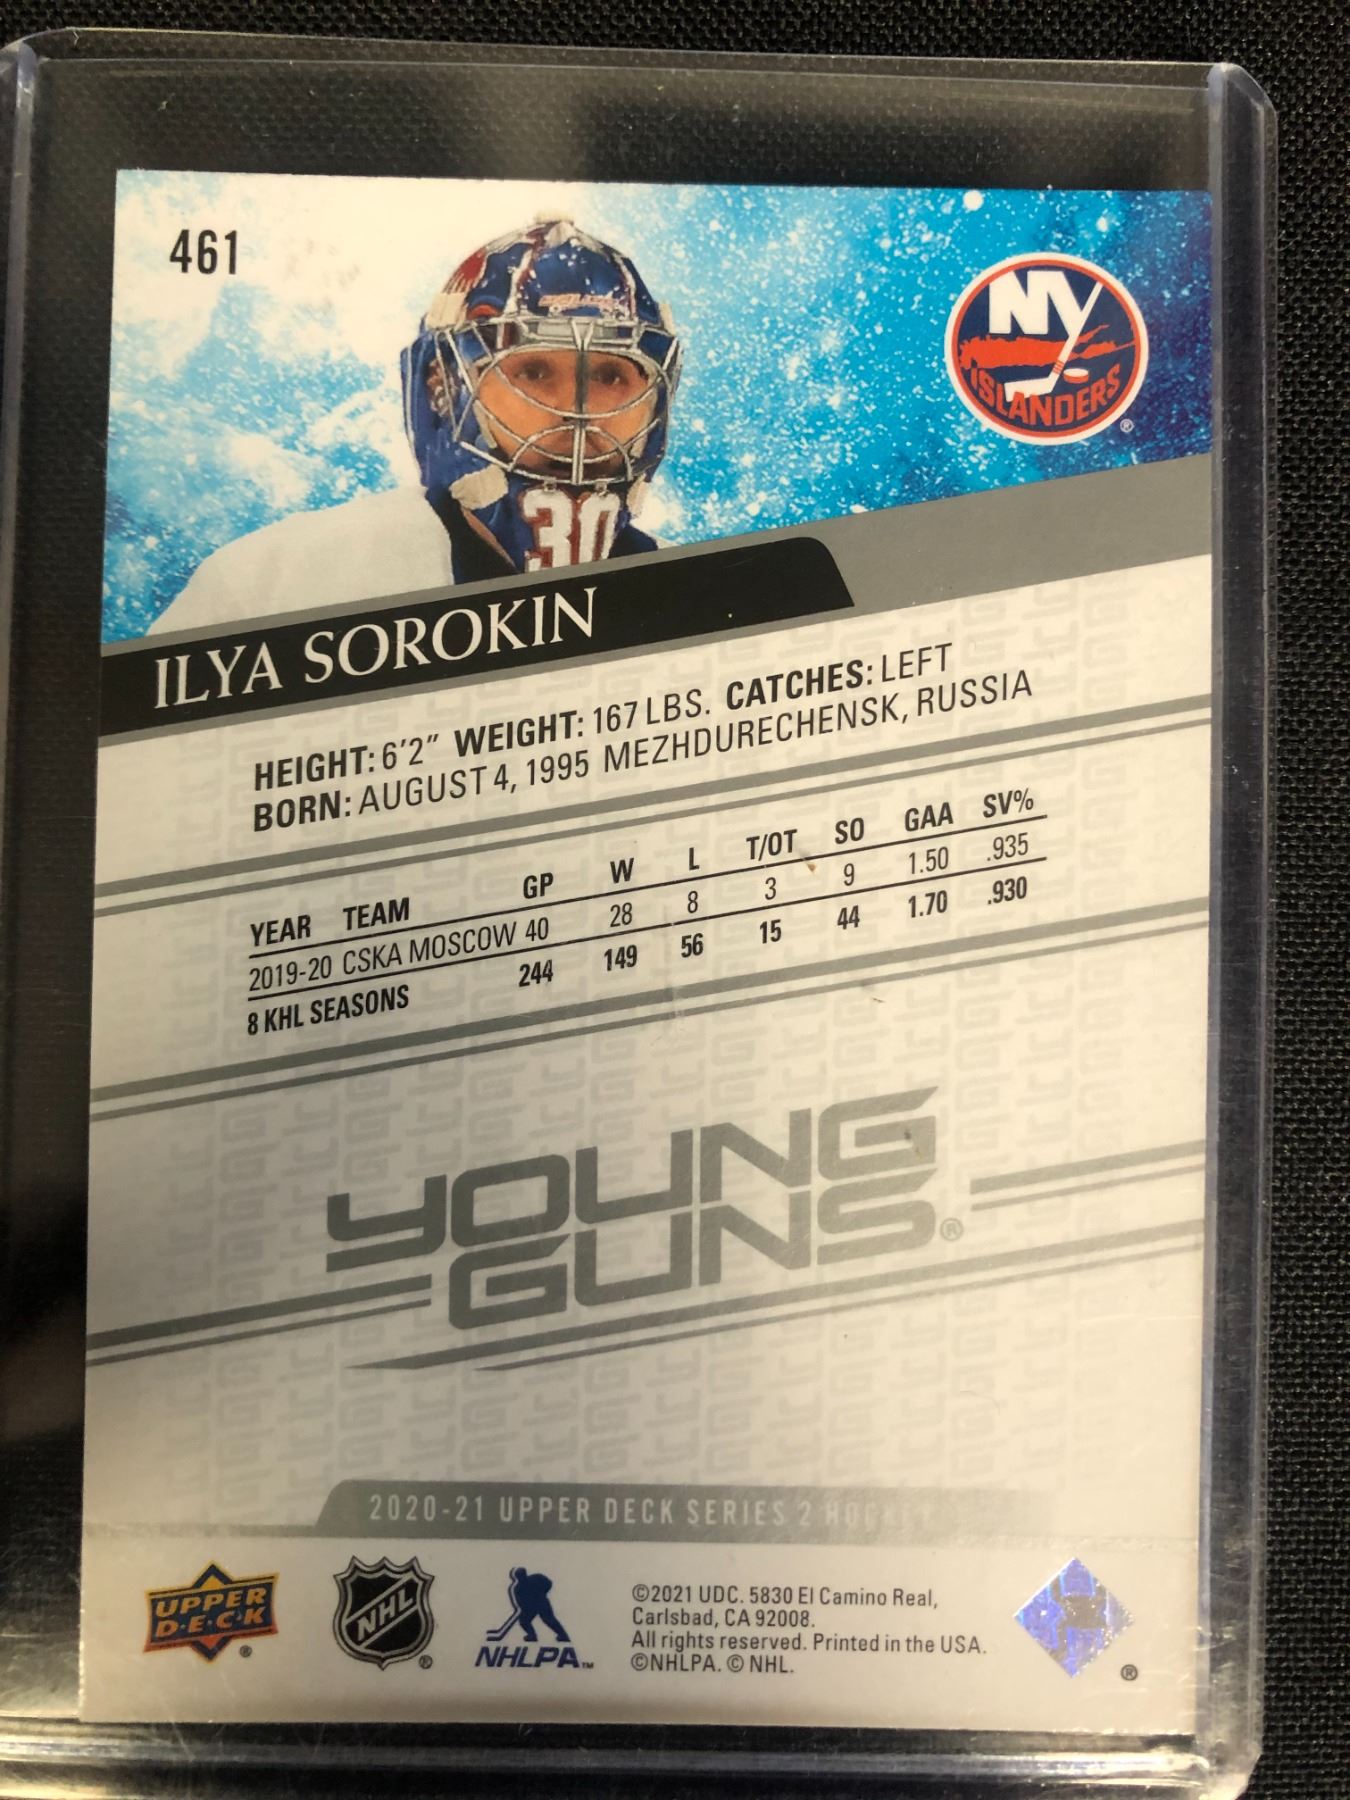 461
NY
ISLANDERS®
30
ILYA SOROKIN
HEIGHT: 6'2" WEIGHT: 167 LBS. CATCHES: LEFT
BORN: AUGUST 4, 1995 MEZHDURECHENSK, RUSSIA
YEAR TEAM GP W L T/OT SO GAA SV%
2019-20 CSKA MOSCOW 40 28 8 3 9 1.50 .935
8 KHL SEASONS 244 149 56 15 44 1.70 .930
YOUNG
GUNS®
2020-21 UPPER DECK SERIES 2 HOCKEY
UPPER
D·E·C·K®
NHL®
NHLPA™
©2021 UDC. 5830 El Camino Real,
Carlsbad, CA 92008.
All rights reserved. Printed in the USA.
©NHLPA. © NHL.
®